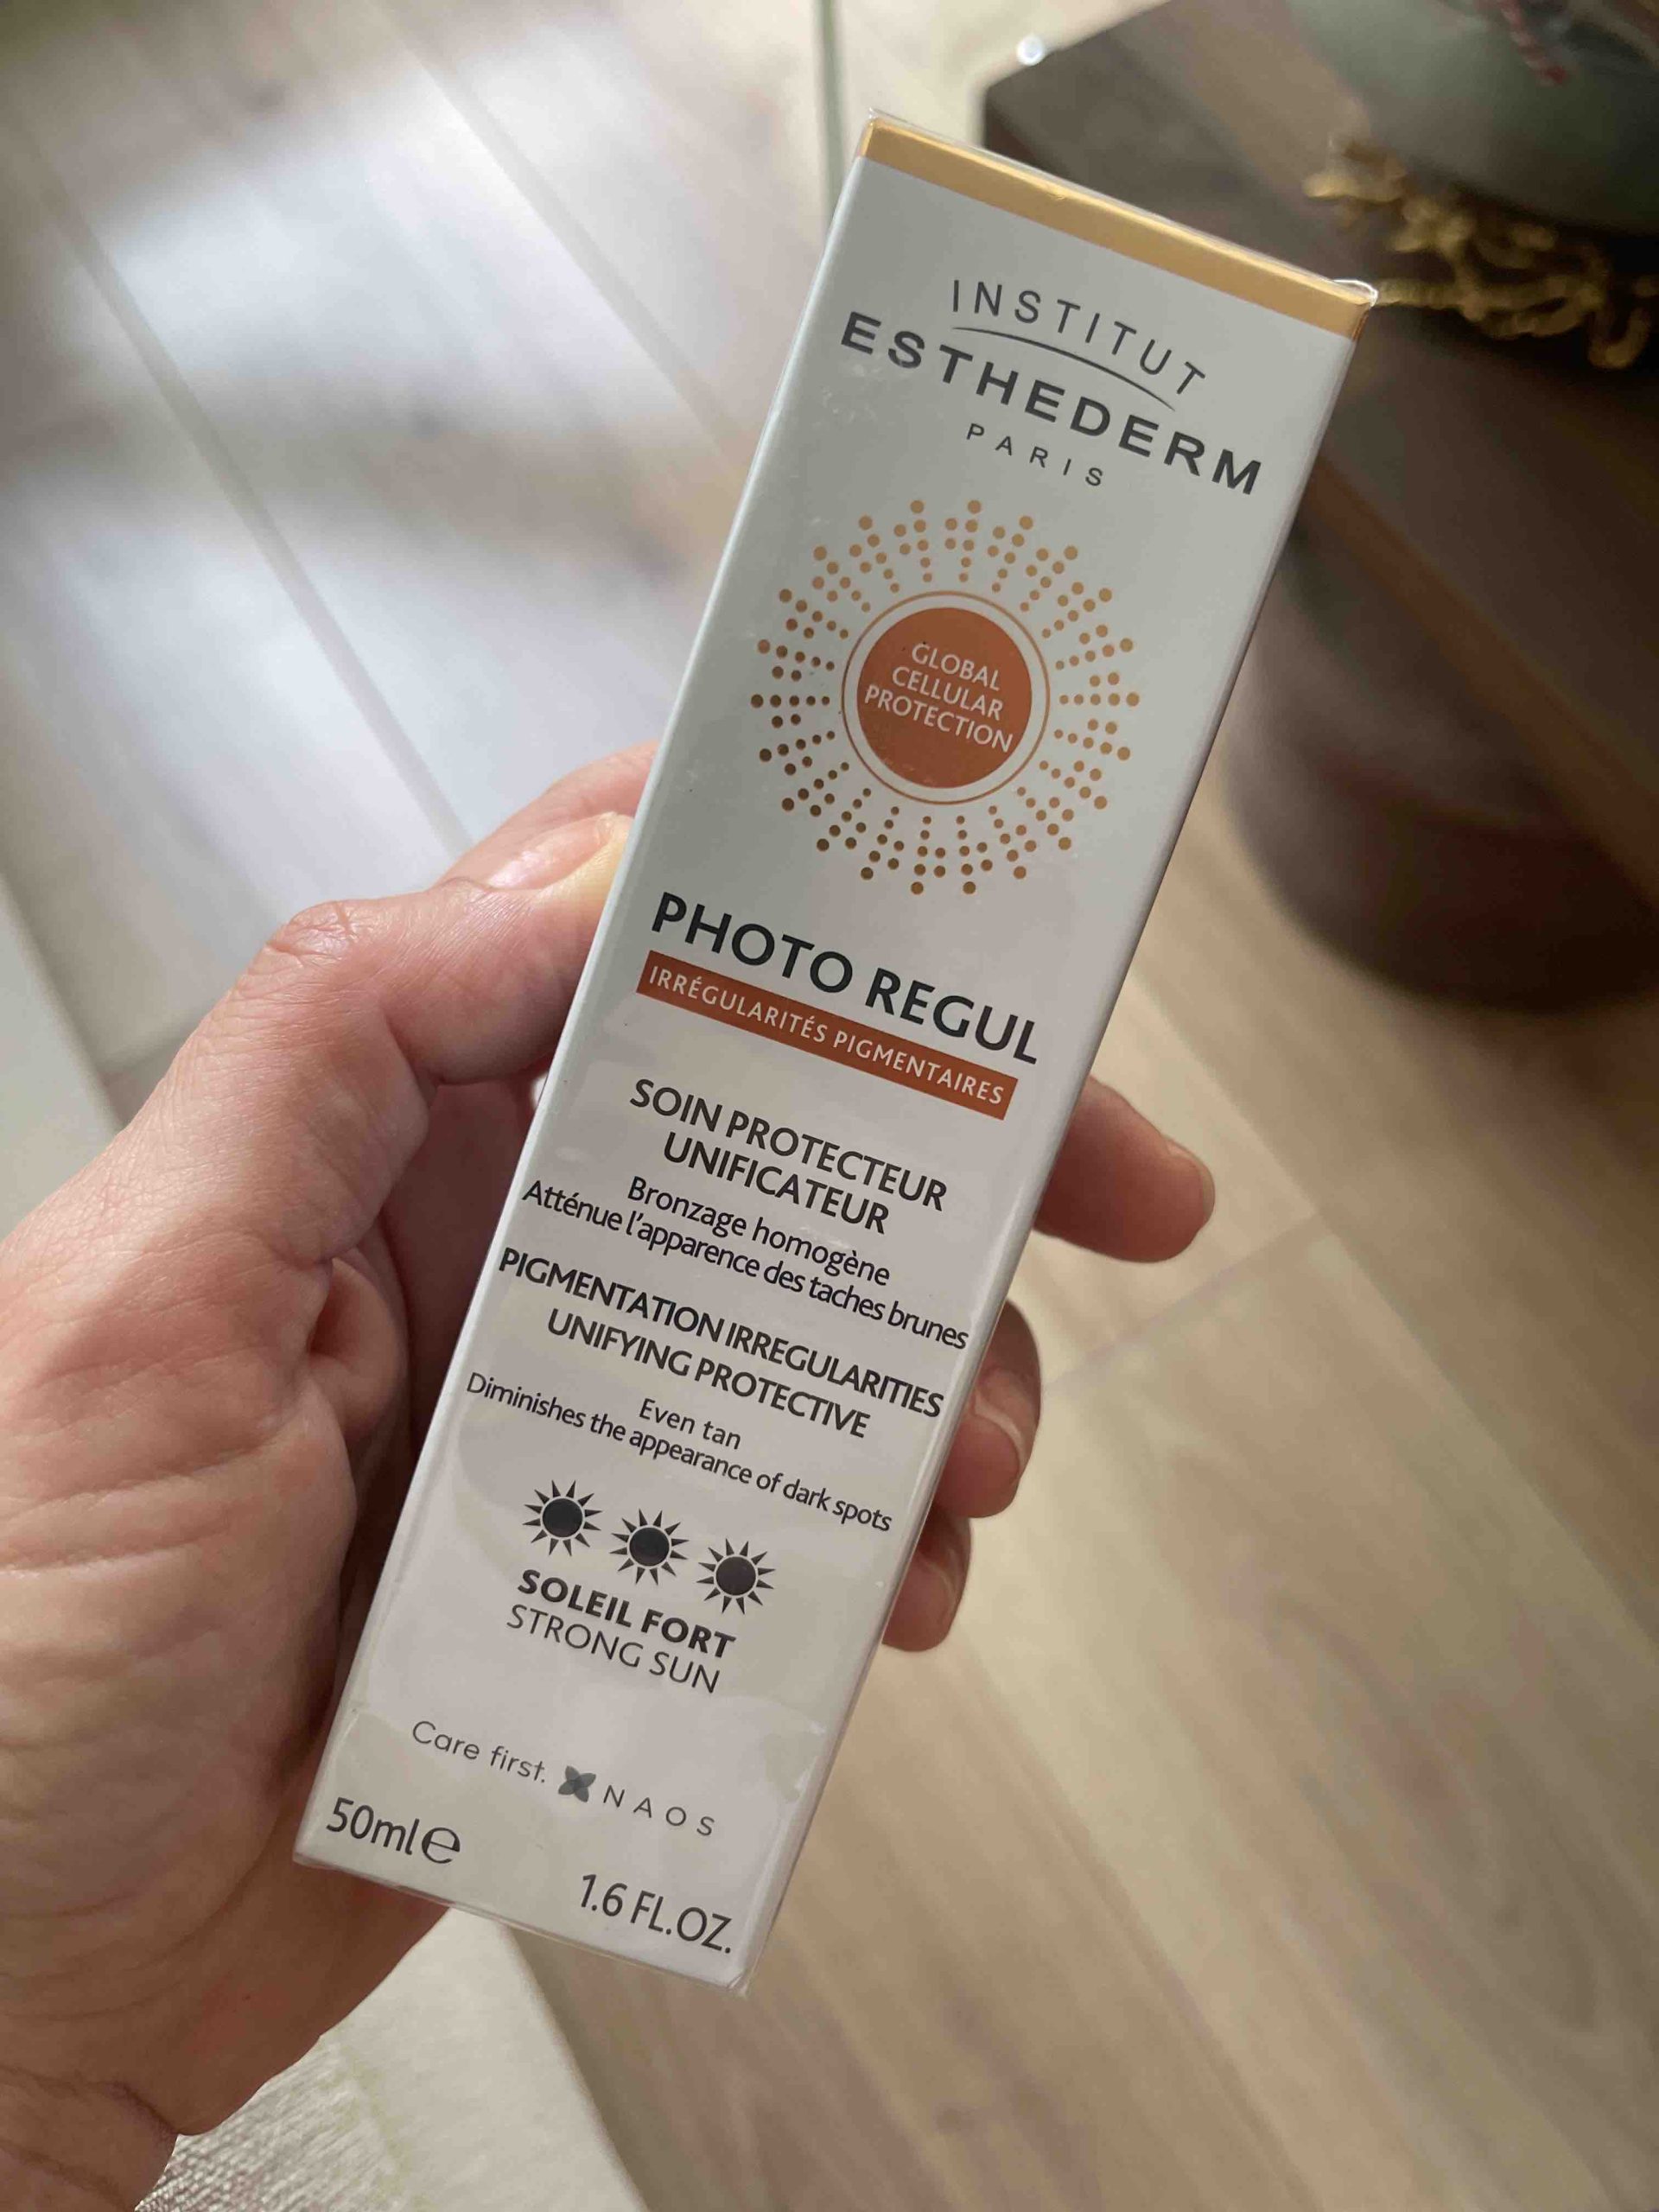 INSTITUT
ESTHEDERM
PARIS
GLOBAL
CELLULAR
PROTECTION
PHOTO REGUL
IRRÉGULARITÉS PIGMENTAIRES
SOIN PROTECTEUR
UNIFICATEUR
Bronzage homogène
Atténue l'apparence des taches brunes
PIGMENTATION IRREGULARITIES
UNIFYING PROTECTIVE
Even tan
Diminishes the appearance of dark spots
SOLEIL FORT
STRONG SUN
Care first. NAOS
50ml℮
1.6 FL.OZ.